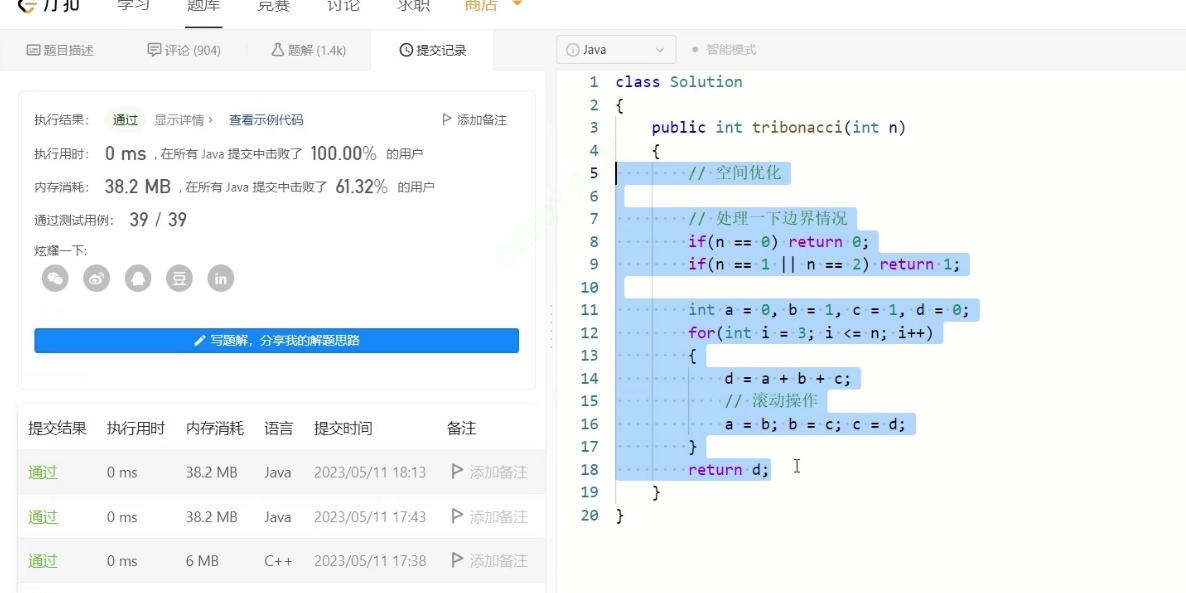 力扣 学习 题库 竞赛 讨论 求职 商店
题目描述 评论 (904) 题解 (1.4k) 提交记录
执行结果： 通过 显示详情 › 查看示例代码 添加备注
执行用时： 0 ms , 在所有 Java 提交中击败了 100.00% 的用户
内存消耗： 38.2 MB , 在所有 Java 提交中击败了 61.32% 的用户
通过测试用例： 39 / 39
炫耀一下:
豆 in
写题解，分享我的解题思路
提交结果 执行用时 内存消耗 语言 提交时间 备注
通过 0 ms 38.2 MB Java 2023/05/11 18:13 添加备注
通过 0 ms 38.2 MB Java 2023/05/11 17:43 添加备注
通过 0 ms 6 MB C++ 2023/05/11 17:38 添加备注
Java 智能模式
1 class Solution
2 {
3 public int tribonacci(int n)
4 {
5 // 空间优化
6
7 // 处理一下边界情况
8 if(n == 0) return 0;
9 if(n == 1 || n == 2) return 1;
10
11 int a = 0, b = 1, c = 1, d = 0;
12 for(int i = 3; i <= n; i++)
13 {
14 d = a + b + c;
15 // 滚动操作
16 a = b; b = c; c = d;
17 }
18 return d;
19 }
20 }